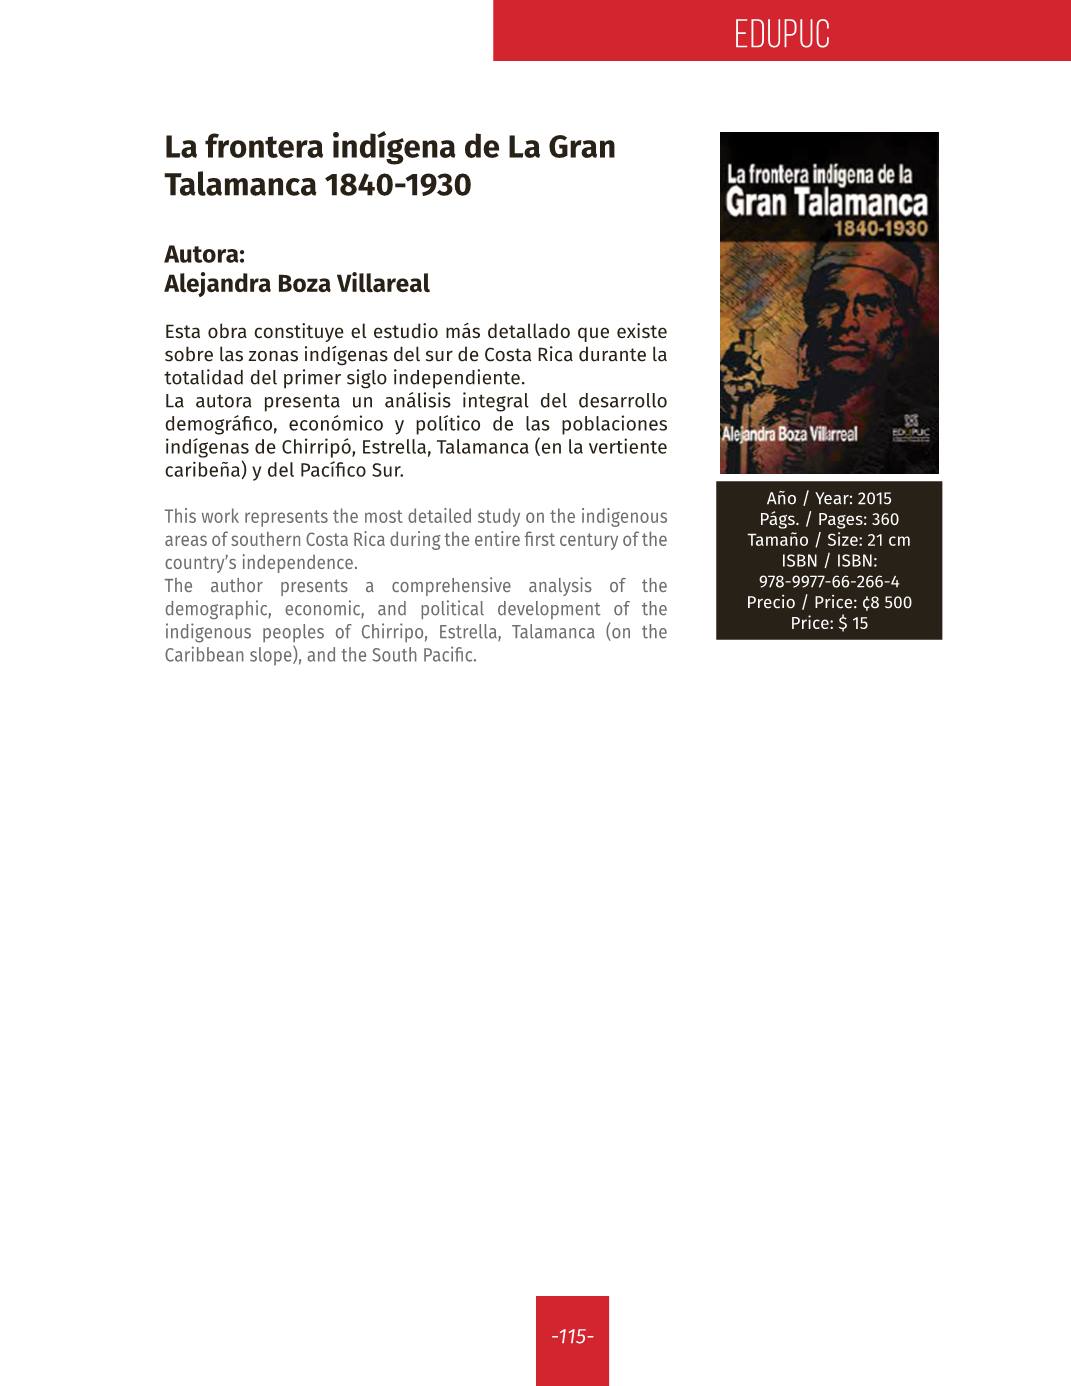 EDUPUC
La frontera indígena de La Gran
Talamanca 1840-1930
Autora:
Alejandra Boza Villareal
Esta obra constituye el estudio más detallado que existe
sobre las zonas indígenas del sur de Costa Rica durante la
totalidad del primer siglo independiente.
La autora presenta un análisis integral del desarrollo
demográfico, económico y político de las poblaciones
indígenas de Chirripó, Estrella, Talamanca (en la vertiente
caribeña) y del Pacífico Sur.
This work represents the most detailed study on the indigenous
areas of southern Costa Rica during the entire first century of the
country’s independence.
The author presents a comprehensive analysis of the
demographic, economic, and political development of the
indigenous peoples of Chirripo, Estrella, Talamanca (on the
Caribbean slope), and the South Pacific.
La frontera indígena de la
Gran Talamanca
1840-1930
Alejandra Boza Villarreal
EDUPUC
Año / Year: 2015
Págs. / Pages: 360
Tamaño / Size: 21 cm
ISBN / ISBN:
978-9977-66-266-4
Precio / Price: ¢8 500
Price: $ 15
-115-